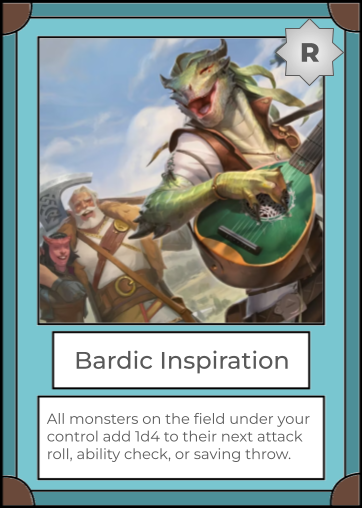 R
Bardic Inspiration
All monsters on the field under your
control add 1d4 to their next attack
roll, ability check, or saving throw.